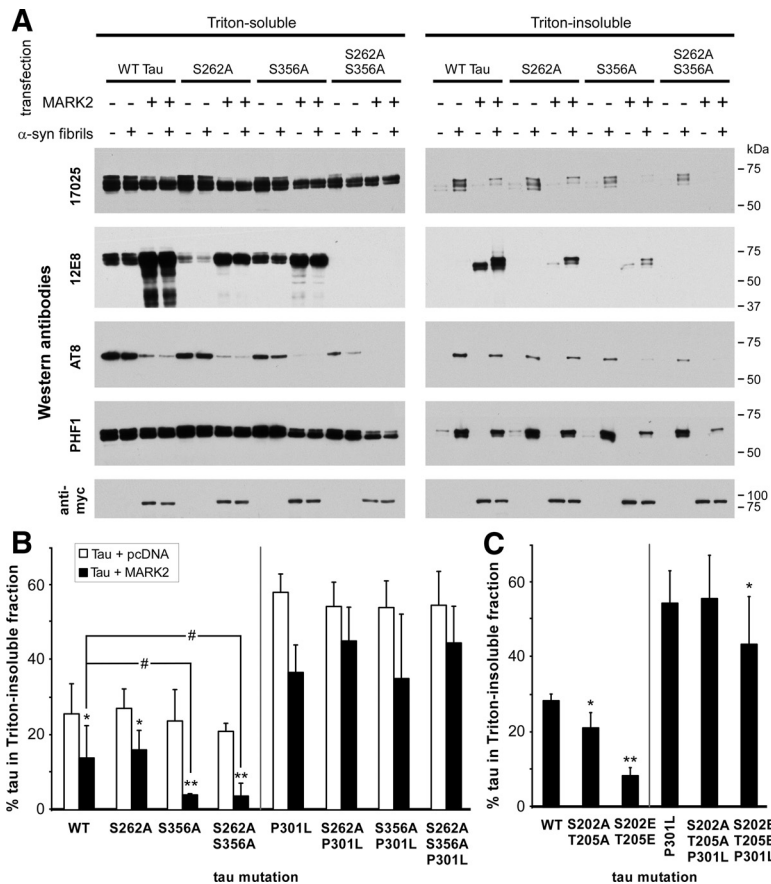 A
Triton-soluble
Triton-insoluble
transfection
WT Tau S262A S356A S262A S356A
WT Tau S262A S356A S262A S356A
MARK2 - - + + - - + + - - + + - - + +
- - + + - - + + - - + + - - + +
α-syn fibrils - + - + - + - + - + - + - + - +
- + - + - + - + - + - + - + - +
kDa
Western antibodies
17025
- 75
- 50
12E8
- 75
- 50
- 37
AT8
- 75
- 50
PHF1
- 75
- 50
anti-myc
- 100
- 75
B
% tau in Triton-insoluble fraction
Tau + pcDNA
Tau + MARK2
60
40
20
0
#
#
* * ** **
WT S262A S356A S262A S356A P301L S262A P301L S356A P301L S262A S356A P301L
tau mutation
C
% tau in Triton-insoluble fraction
60
40
20
0
* ** *
WT S202A T205A S202E T205E P301L S202A T205A P301L S202E T205E P301L
tau mutation